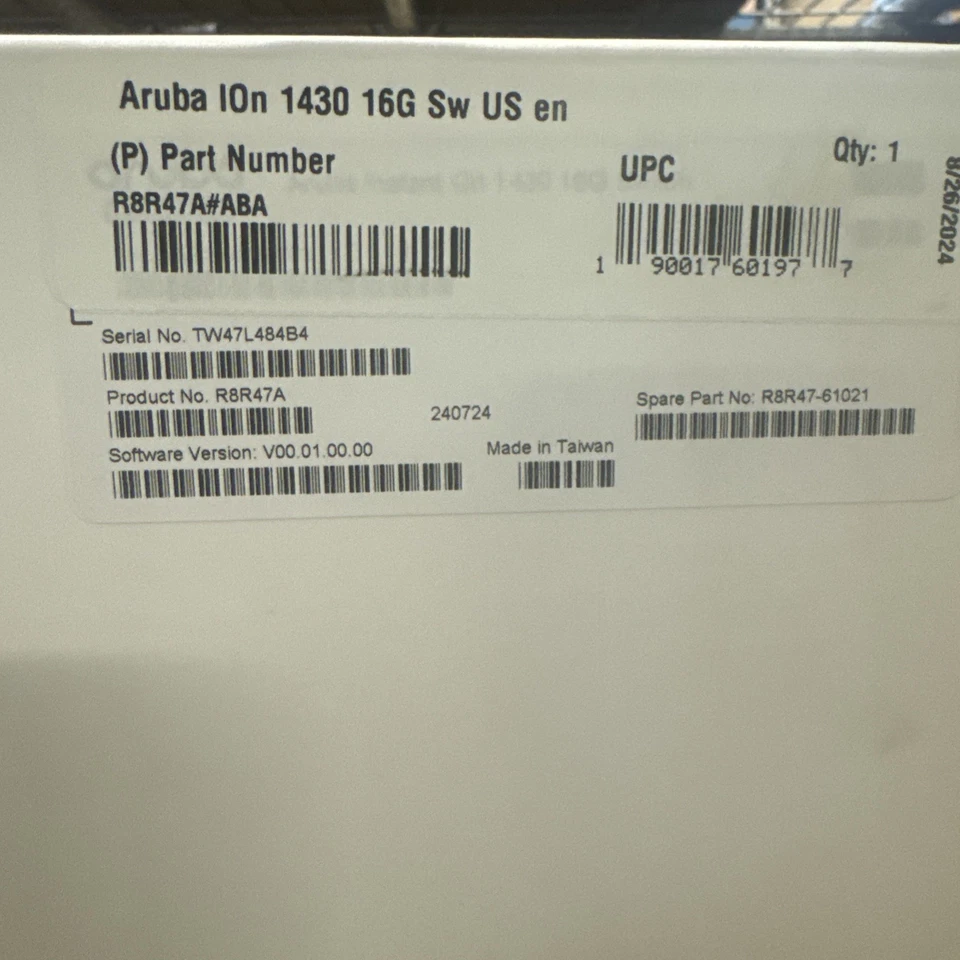 Aruba IOn 1430 16G Sw US en
(P) Part Number
R8R47A#ABA
UPC
Qty: 1
8/26/2024
1 90017 60197 7
Serial No. TW47L484B4
Product No. R8R47A
240724
Spare Part No: R8R47-61021
Software Version: V00.01.00.00
Made in Taiwan